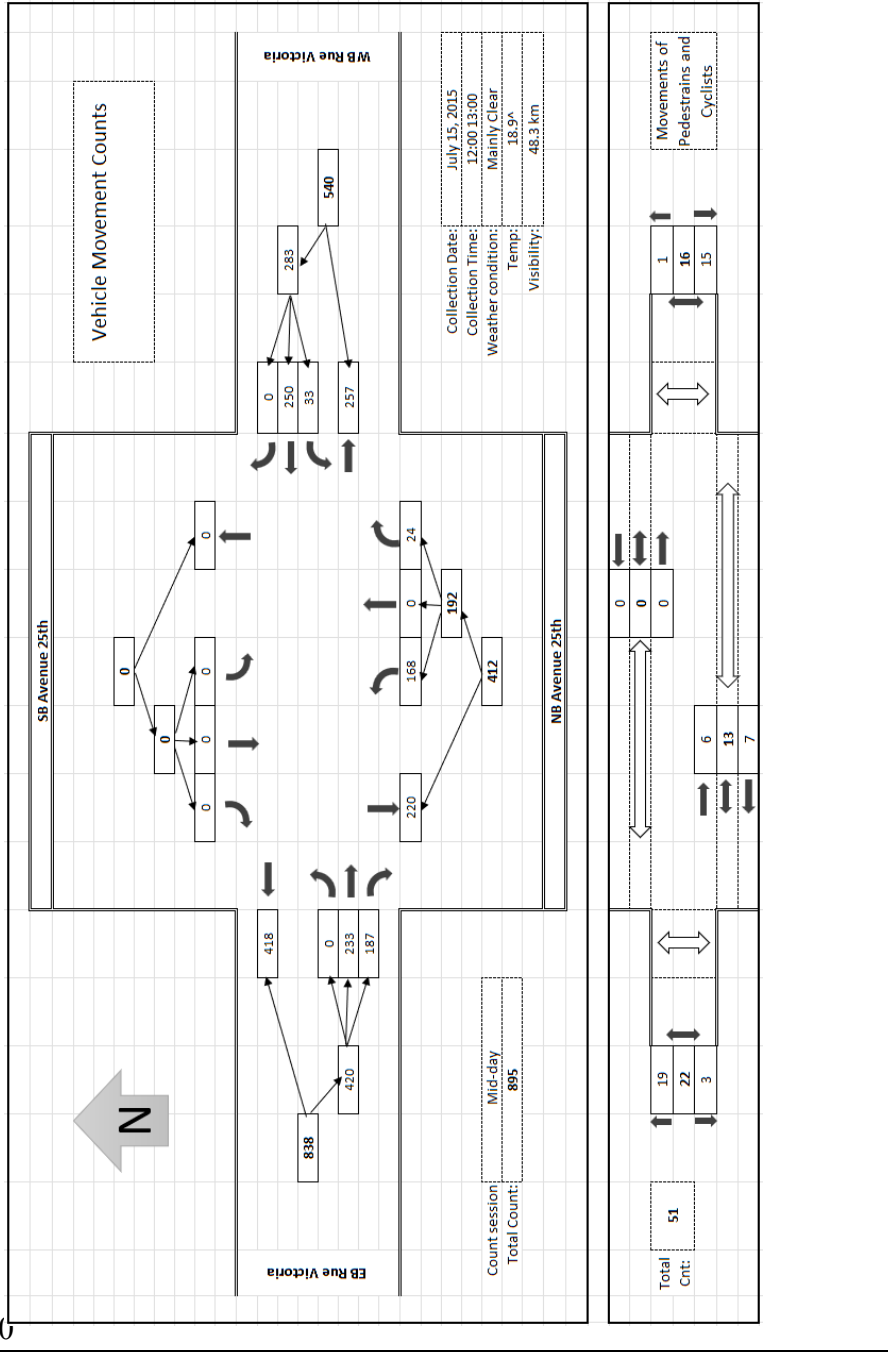 Vehicle Movement Counts
N
SB Avenue 25th
0
0
0 0 0 0
EB Rue Victoria
838
418
420
0
233
187
WB Rue Victoria
0
250
33
283
257
540
220 168 0 24
192
412
NB Avenue 25th
Count session Mid-day
Total Count: 895
Collection Date: July 15, 2015
Collection Time: 12:00 13:00
Weather condition: Mainly Clear
Temp: 18.9^
Visibility: 48.3 km
Total
Cnt:
51
19
22
3
0
0
0
6
13
7
1
16
15
Movements of
Pedestrains and
Cyclists